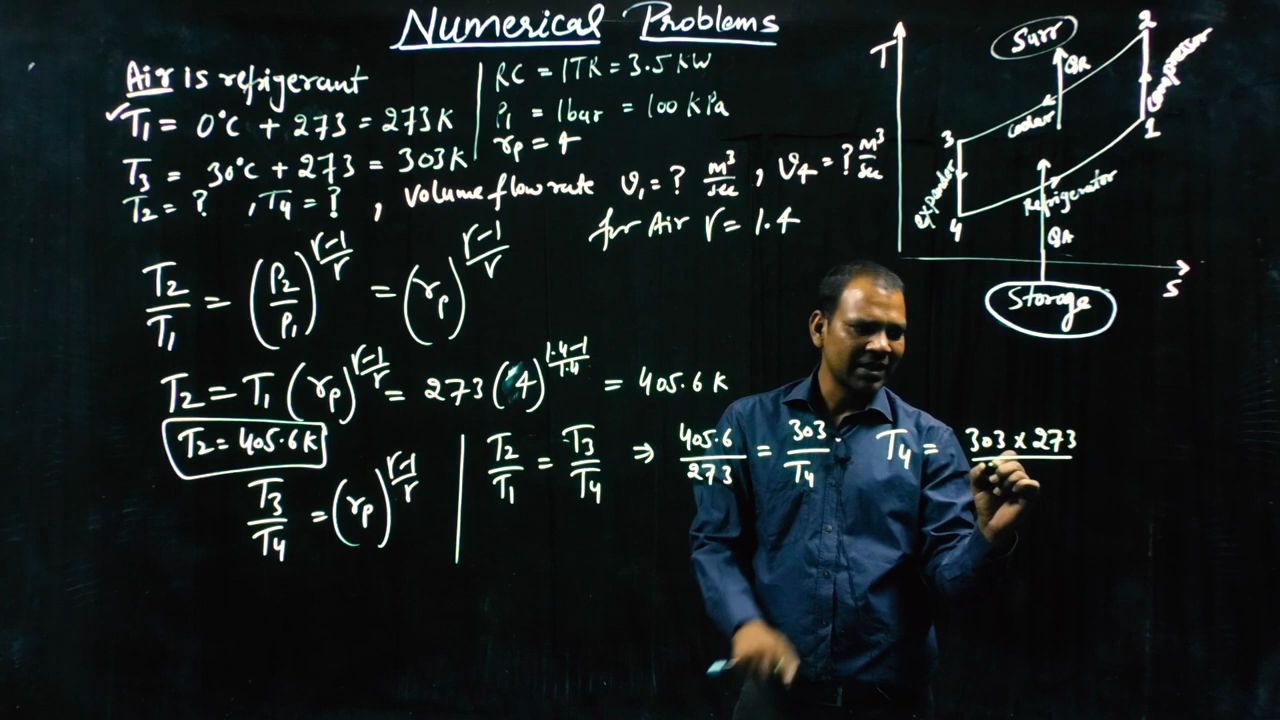 Numerical Problems
Air is refrigerant
T₁ = 0°C + 273 = 273K
T₃ = 30°C + 273 = 303K
T₂ = ? , T₄ = ? , volume flow rate v₁ = ? m³/sec , v₄ = ? m³/sec
RC = 1TR = 3.5 KW
P₁ = 1bar = 100 kPa
rp = 4
for Air r = 1.4
T₂/T₁ = (P₂/P₁)^(r-1/r) = (rp)^(r-1/r)
T₂ = T₁ (rp)^(r-1/r) = 273 (4)^(1.4-1/1.4) = 405.6 K
T₂ = 405.6 K
T₃/T₄ = (rp)^(r-1/r)
T₂/T₁ = T₃/T₄ ⇒ 405.6/273 = 303/T₄ T₄ = 303 × 273
T
Surr
QR
2
Compressor
cooler
3
1
expander
Refrigerator
4
QA
S
Storage